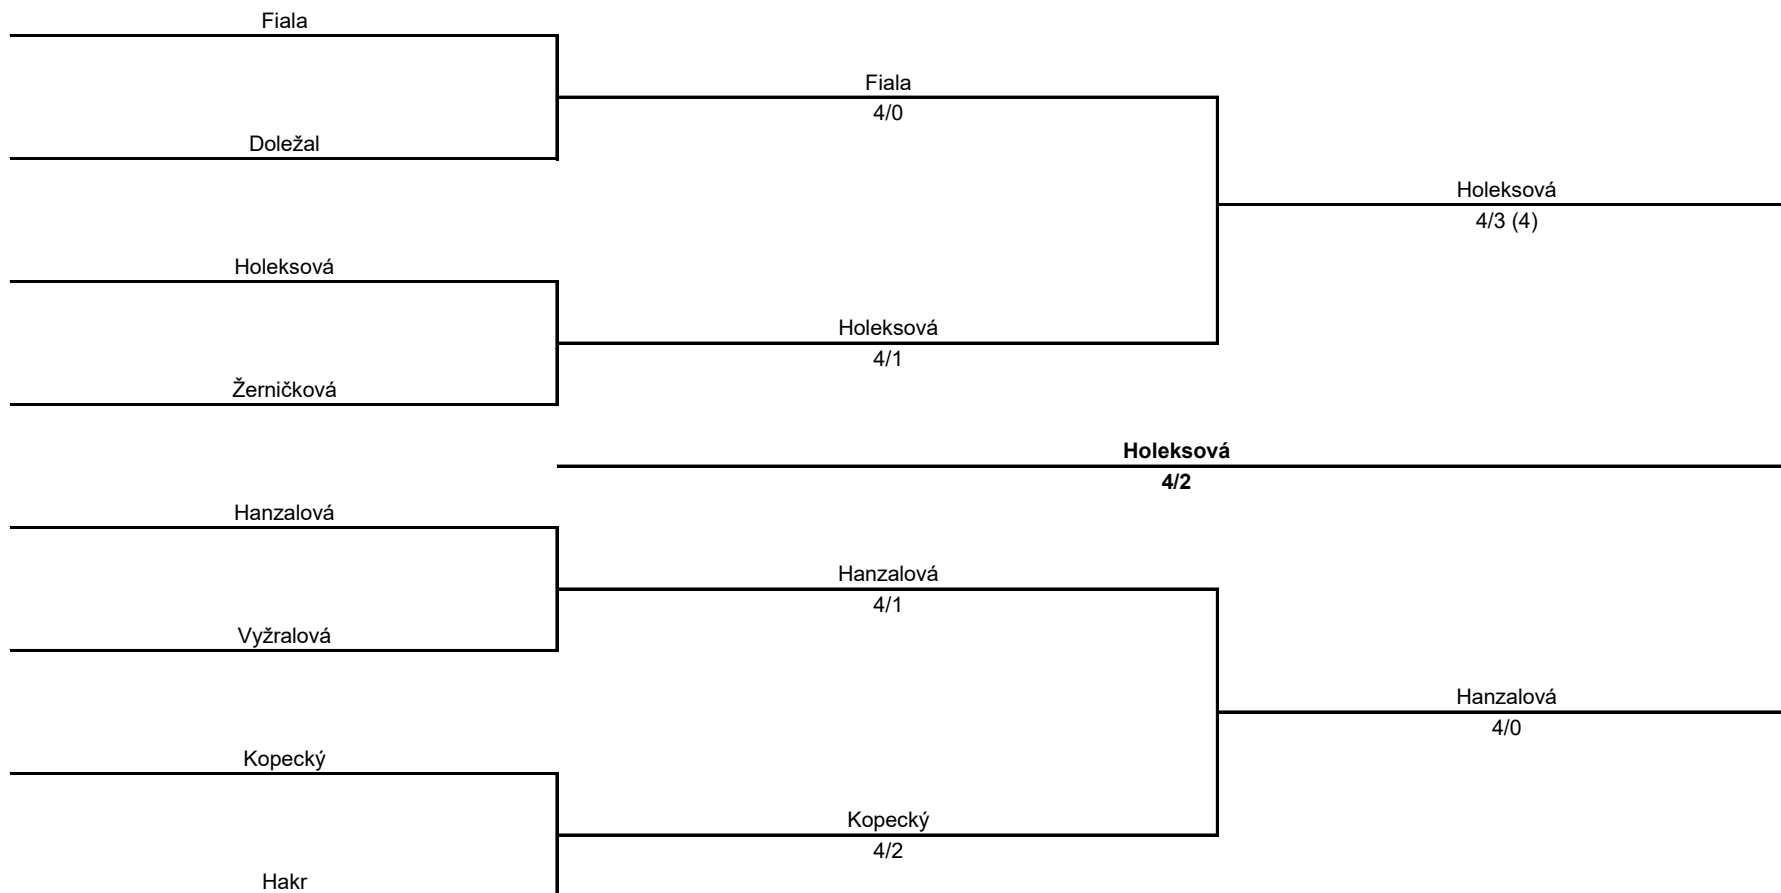 Fiala
Fiala
4/0
Doležal
Holeksová
4/3 (4)
Holeksová
Holeksová
4/1
Žerničková
Holeksová
4/2
Hanzalová
Hanzalová
4/1
Vyžralová
Hanzalová
4/0
Kopecký
Kopecký
4/2
Hakr